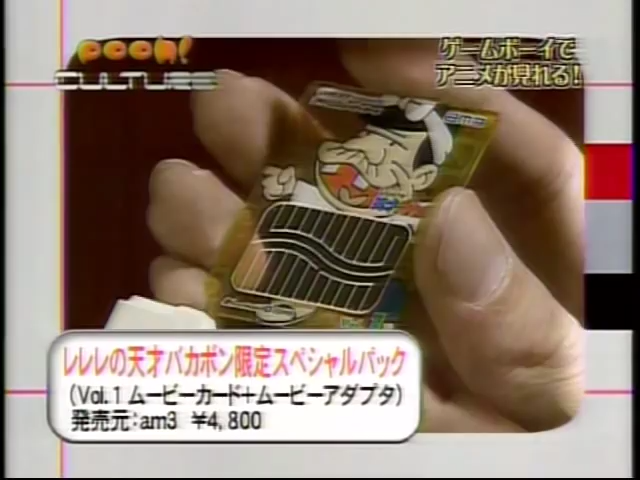 pooh!
CULTURE
ゲームボーイで
アニメが見れる!
am3
レレレの天才バカボン限定スペシャルパック
(Vol.1 ムービーカード+ムービーアダプタ)
発売元:am3 ¥4,800